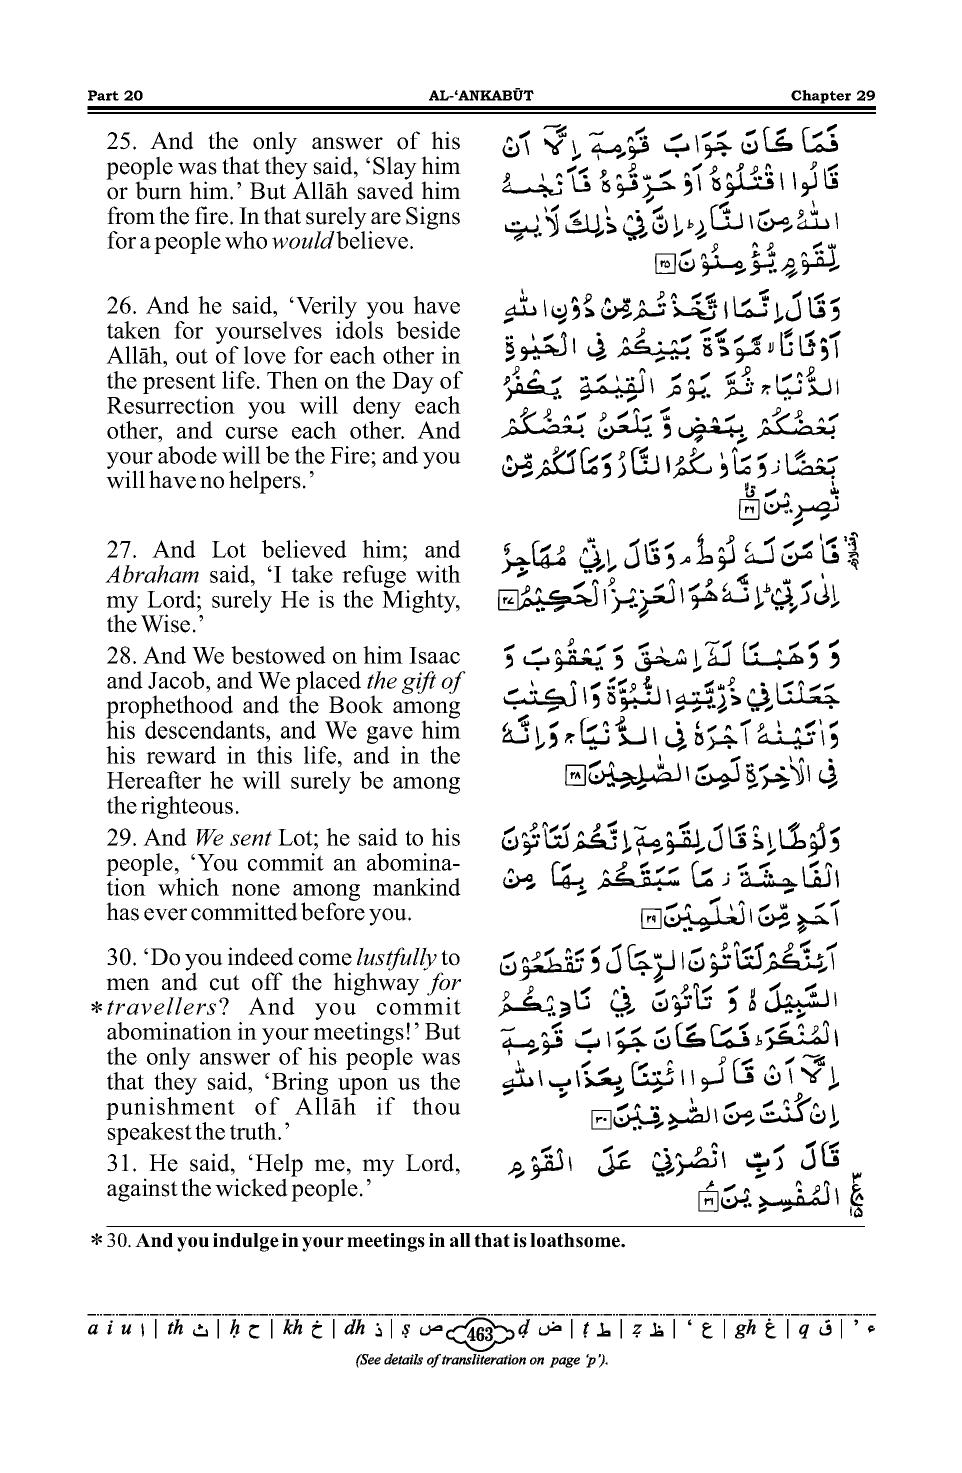 Part 20 AL-‘ANKABŪT Chapter 29
25. And the only answer of his
people was that they said, ‘Slay him
or burn him.’ But Allāh saved him
from the fire. In that surely are Signs
for a people who would believe.
فَمَا كَانَ جَوَابَ قَوْمِهٖۤ اِلَّاۤ اَنْ
قَالُوا اقْتُلُوْهُ اَوْ حَرِّقُوْهُ فَاَنْجٰىهُ
اللّٰهُ مِنَ النَّارِ ؕ اِنَّ فِيْ ذٰلِكَ لَاٰيٰتٍ
لِّقَوْمٍ يُّؤْمِنُوْنَ ۲۵
26. And he said, ‘Verily you have
taken for yourselves idols beside
Allāh, out of love for each other in
the present life. Then on the Day of
Resurrection you will deny each
other, and curse each other. And
your abode will be the Fire; and you
will have no helpers.’
وَ قَالَ اِنَّمَا اتَّخَذْتُمْ مِّنْ دُوْنِ اللّٰهِ
اَوْثَانًا ۙ مَّوَدَّةَ بَيْنِكُمْ فِى الْحَيٰوةِ
الدُّنْيَا ۚ ثُمَّ يَوْمَ الْقِيٰمَةِ يَكْفُرُ
بَعْضُكُمْ بِبَعْضٍ وَّ يَلْعَنُ بَعْضُكُمْ
بَعْضًا ؗ وَ مَاْوٰىكُمُ النَّارُ وَ مَا لَكُمْ مِّنْ
نّٰصِرِيْنَ ۲۶
27. And Lot believed him; and
Abraham said, ‘I take refuge with
my Lord; surely He is the Mighty,
the Wise.’
فَاٰمَنَ لَهٗ لُوْطٌ ۘ وَ قَالَ اِنِّيْ مُهَاجِرٌ
اِلٰى رَبِّيْ ؕ اِنَّهٗ هُوَ الْعَزِيْزُ الْحَكِيْمُ ۲۷
28. And We bestowed on him Isaac
and Jacob, and We placed the gift of
prophethood and the Book among
his descendants, and We gave him
his reward in this life, and in the
Hereafter he will surely be among
the righteous.
وَ وَهَبْنَا لَهٗۤ اِسْحٰقَ وَ يَعْقُوْبَ وَ
جَعَلْنَا فِيْ ذُرِّيَّتِهِ النُّبُوَّةَ وَ الْكِتٰبَ
وَ اٰتَيْنٰهُ اَجْرَهٗ فِى الدُّنْيَا ۚ وَ اِنَّهٗ
فِى الْاٰخِرَةِ لَمِنَ الصّٰلِحِيْنَ ۲۸
29. And We sent Lot; he said to his
people, ‘You commit an abomina-
tion which none among mankind
has ever committed before you.
وَ لُوْطًا اِذْ قَالَ لِقَوْمِهٖۤ اِنَّكُمْ لَتَاْتُوْنَ
الْفَاحِشَةَ ؗ مَا سَبَقَكُمْ بِهَا مِنْ
اَحَدٍ مِّنَ الْعٰلَمِيْنَ ۲۹
30. ‘Do you indeed come lustfully to
men and cut off the highway for
*travellers? And you commit
abomination in your meetings!’ But
the only answer of his people was
that they said, ‘Bring upon us the
punishment of Allāh if thou
speakest the truth.’
اَئِنَّكُمْ لَتَاْتُوْنَ الرِّجَالَ وَ تَقْطَعُوْنَ
السَّبِيْلَ ۙ۬ وَ تَاْتُوْنَ فِيْ نَادِيْكُمُ
الْمُنْكَرَ ؕ فَمَا كَانَ جَوَابَ قَوْمِهٖۤ
اِلَّاۤ اَنْ قَالُوا ائْتِنَا بِعَذَابِ اللّٰهِ
اِنْ كُنْتَ مِنَ الصّٰدِقِيْنَ ۳۰
31. He said, ‘Help me, my Lord,
against the wicked people.’
قَالَ رَبِّ انْصُرْنِيْ عَلَى الْقَوْمِ
الْمُفْسِدِيْنَ ۳۱
* 30. And you indulge in your meetings in all that is loathsome.
a i u ا | th ث | ḥ ح | kh خ | dh ذ | ṣ ص 463 ḍ ض | ṭ ط | ẓ ظ | ‘ ع | gh غ | q ق | ’ ء
(See details of transliteration on page ‘p’).